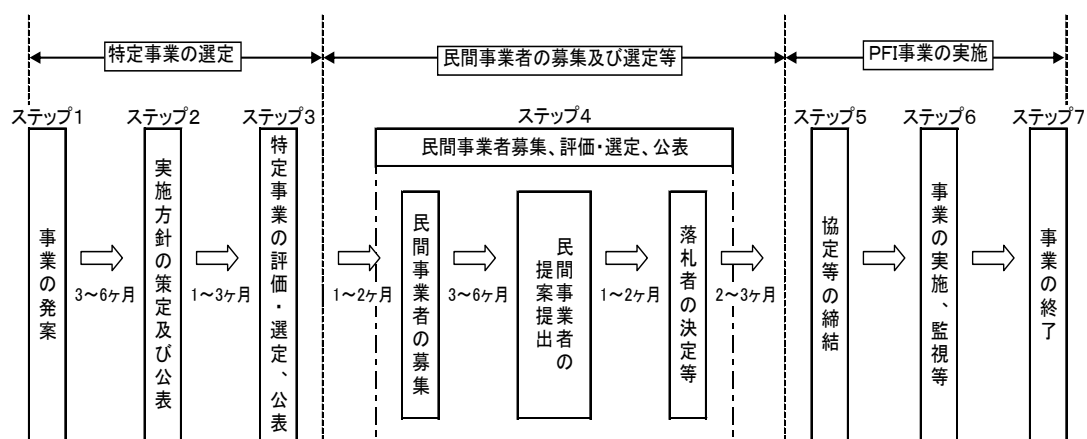 特定事業の選定
民間事業者の募集及び選定等
PFI事業の実施
ステップ1
ステップ2
ステップ3
ステップ4
ステップ5
ステップ6
ステップ7
民間事業者募集、評価・選定、公表
事業の発案
3～6ヶ月
実施方針の策定及び公表
1～3ヶ月
特定事業の評価・選定、公表
1～2ヶ月
民間事業者の募集
3～6ヶ月
民間事業者の
提案提出
1～2ヶ月
落札者の決定等
2～3ヶ月
協定等の締結
事業の実施、監視等
事業の終了